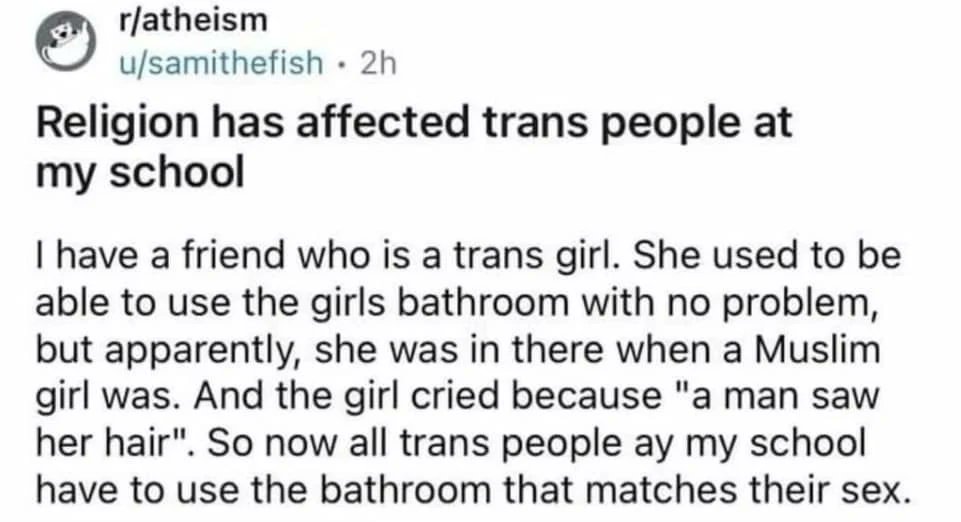 r/atheism
u/samithefish · 2h
Religion has affected trans people at
my school
I have a friend who is a trans girl. She used to be
able to use the girls bathroom with no problem,
but apparently, she was in there when a Muslim
girl was. And the girl cried because "a man saw
her hair". So now all trans people ay my school
have to use the bathroom that matches their sex.